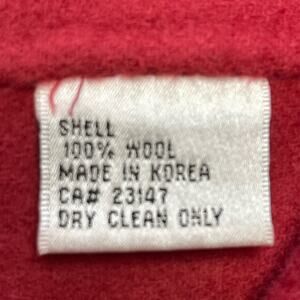 SHELL
100% WOOL
MADE IN KOREA
CA# 23147
DRY CLEAN ONLY